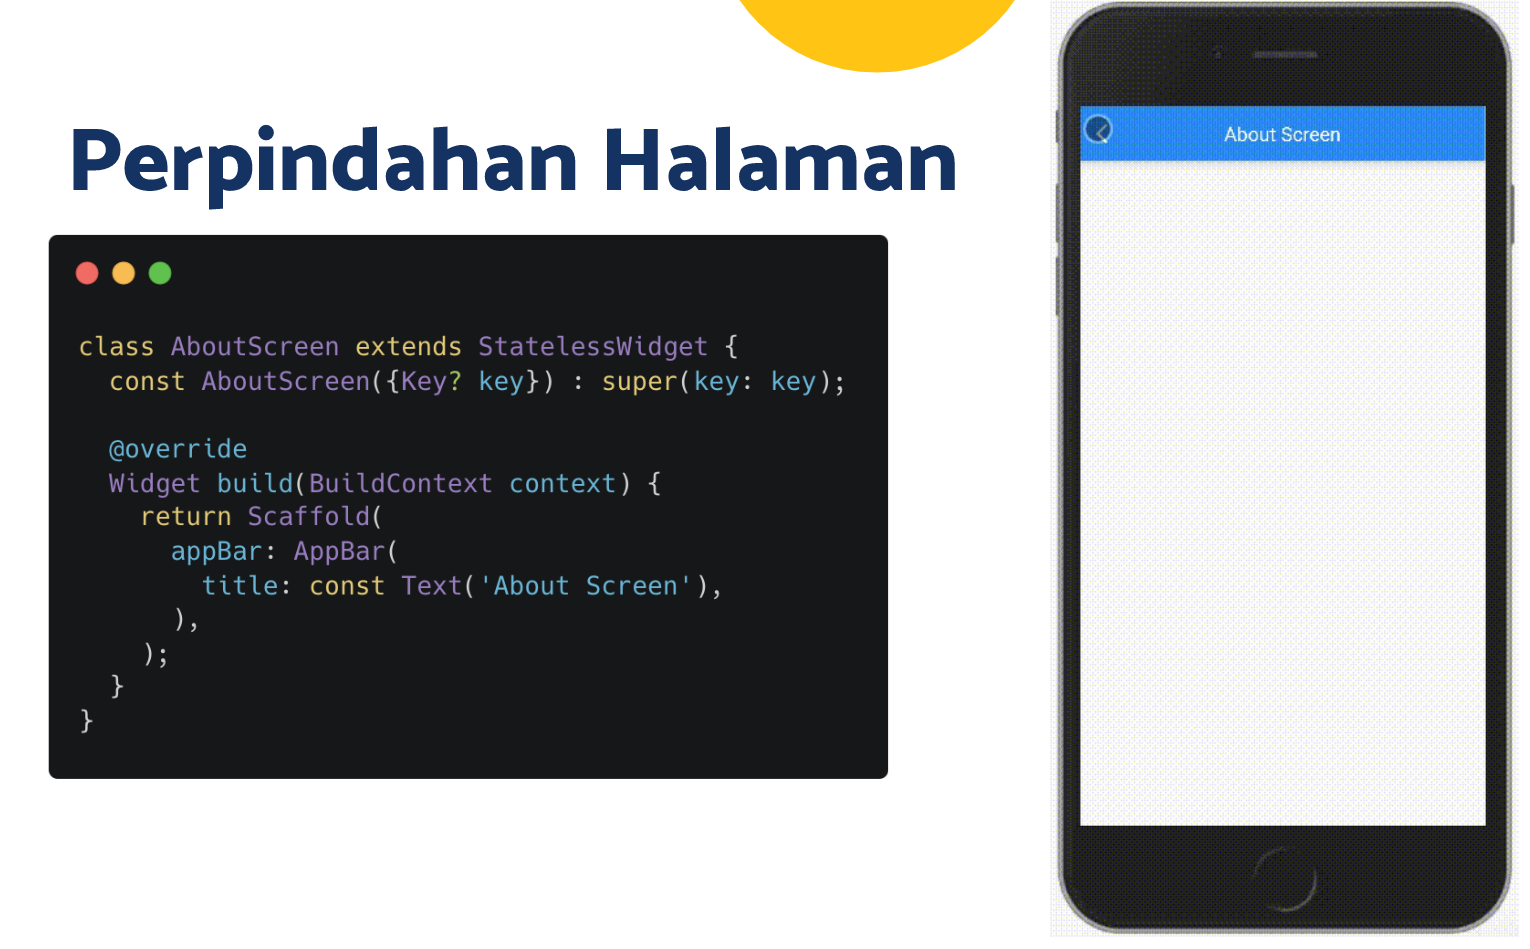 Perpindahan Halaman
class AboutScreen extends StatelessWidget {
  const AboutScreen({Key? key}) : super(key: key);

  @override
  Widget build(BuildContext context) {
    return Scaffold(
      appBar: AppBar(
        title: const Text('About Screen'),
      ),
    );
  }
}
About Screen